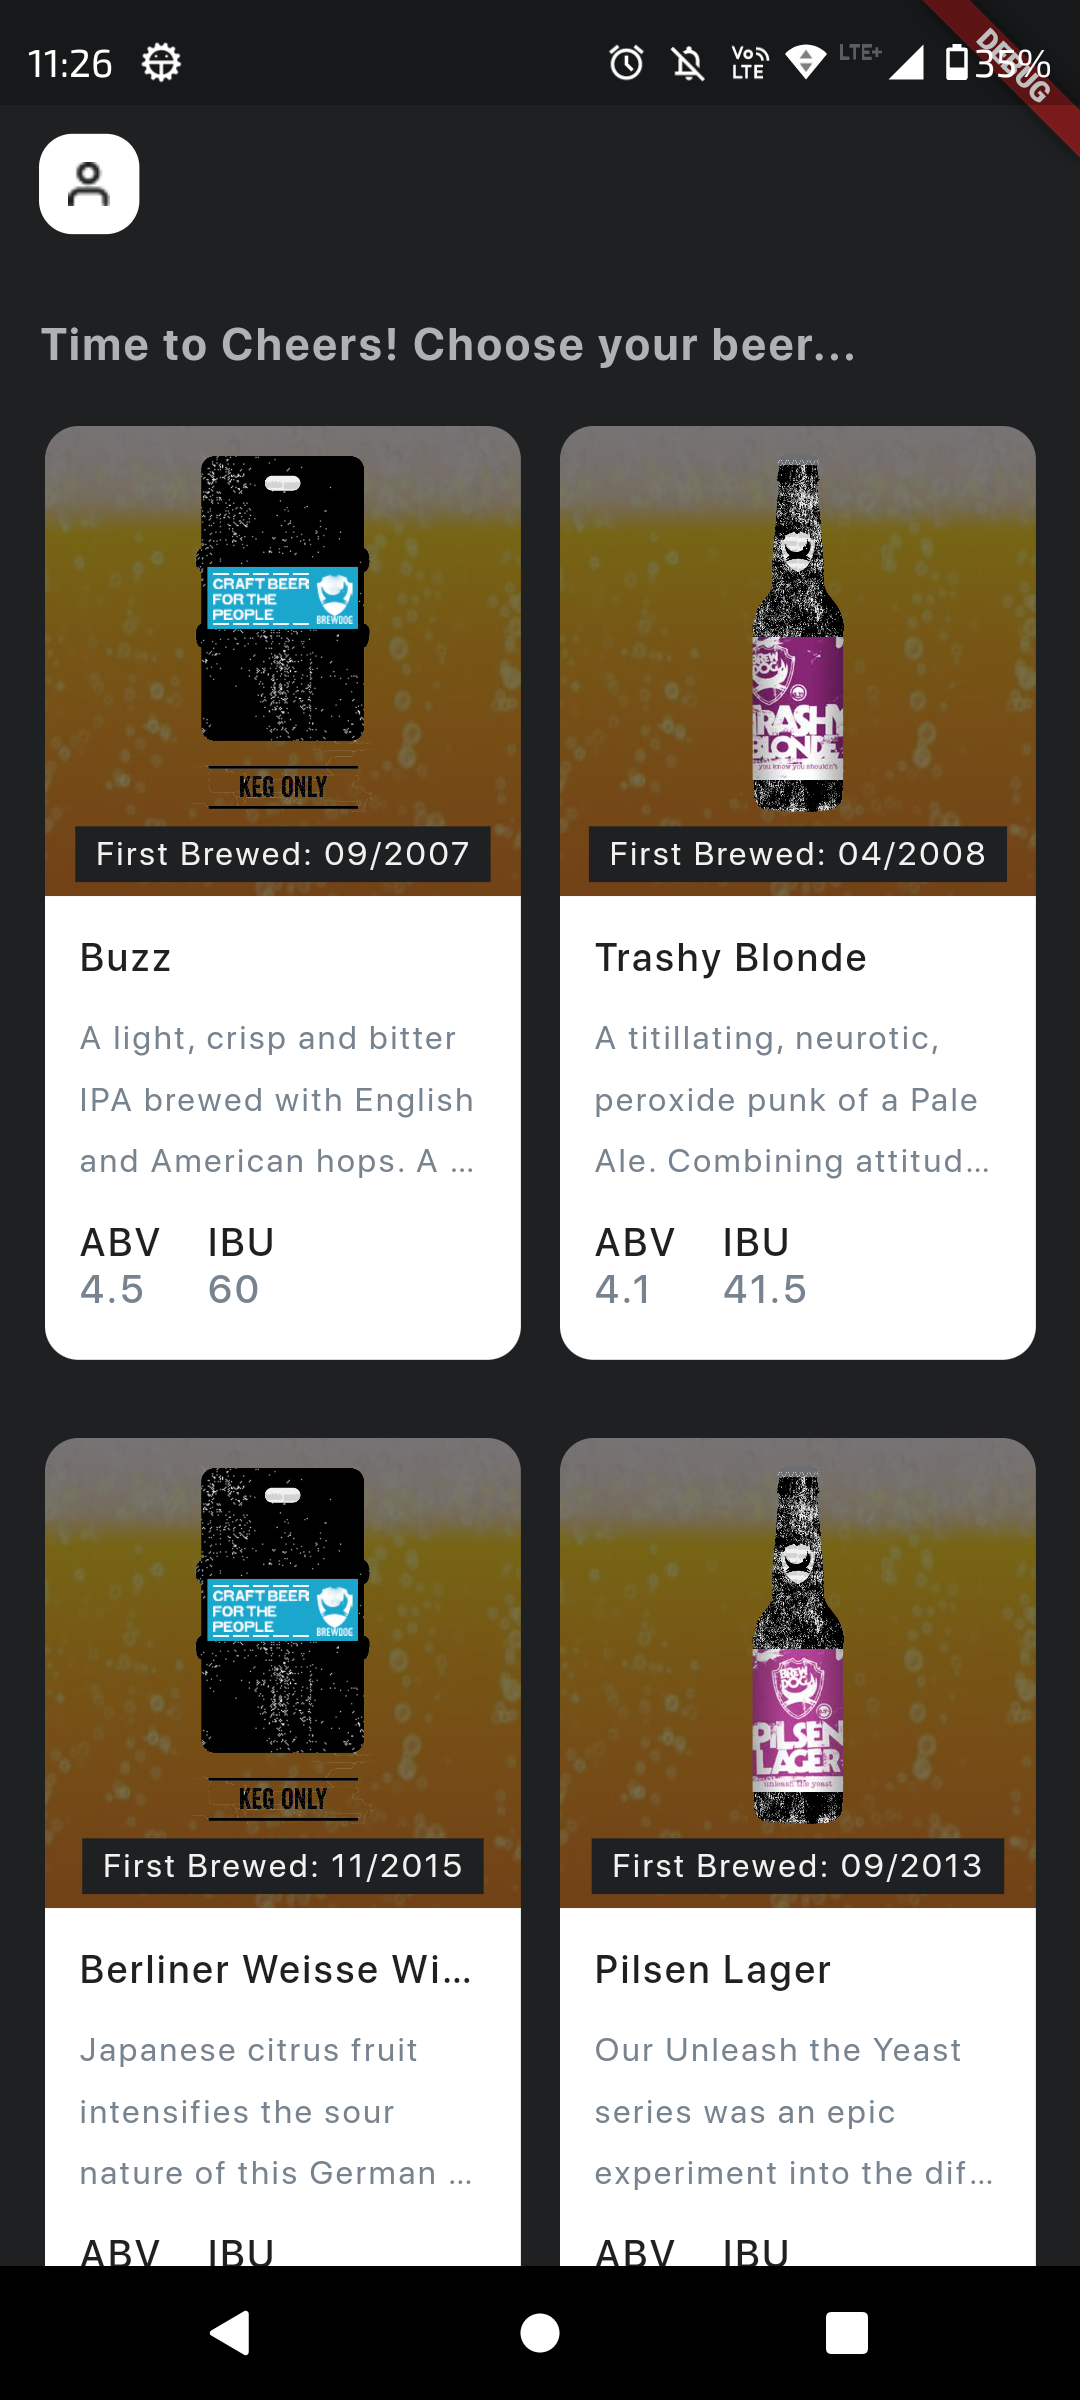 11:26
Vo
LTE
LTE+
35%
DEBUG
Time to Cheers! Choose your beer...
CRAFT BEER
FOR THE
PEOPLE
BREWDOG
KEG ONLY
First Brewed: 09/2007
Buzz
A light, crisp and bitter
IPA brewed with English
and American hops. A ...
ABV IBU
4.5 60
BREW
DOG
TRASHY
BLONDE
you know you shouldn't
First Brewed: 04/2008
Trashy Blonde
A titillating, neurotic,
peroxide punk of a Pale
Ale. Combining attitud...
ABV IBU
4.1 41.5
CRAFT BEER
FOR THE
PEOPLE
BREWDOG
KEG ONLY
First Brewed: 11/2015
Berliner Weisse Wi...
Japanese citrus fruit
intensifies the sour
nature of this German ...
ABV IBU
BREW
DOG
PILSEN
LAGER
unleash the yeast
First Brewed: 09/2013
Pilsen Lager
Our Unleash the Yeast
series was an epic
experiment into the dif...
ABV IBU